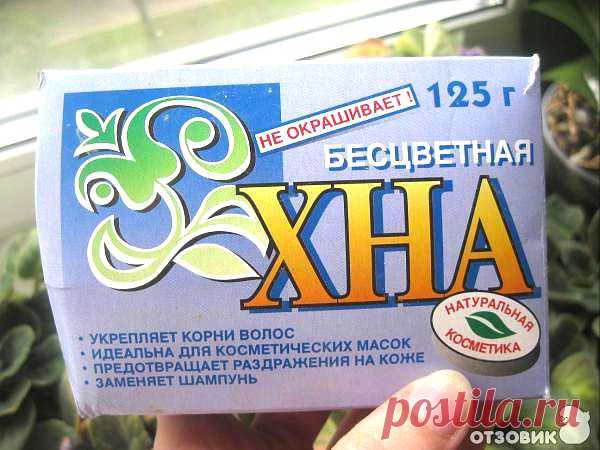 НЕ ОКРАШИВАЕТ!
125 г
БЕСЦВЕТНАЯ
ХНА
НАТУРАЛЬНАЯ
КОСМЕТИКА
• УКРЕПЛЯЕТ КОРНИ ВОЛОС
• ИДЕАЛЬНА ДЛЯ КОСМЕТИЧЕСКИХ МАСОК
• ПРЕДОТВРАЩАЕТ РАЗДРАЖЕНИЯ НА КОЖЕ
• ЗАМЕНЯЕТ ШАМПУНЬ
postila.ru
ОТЗОВИК